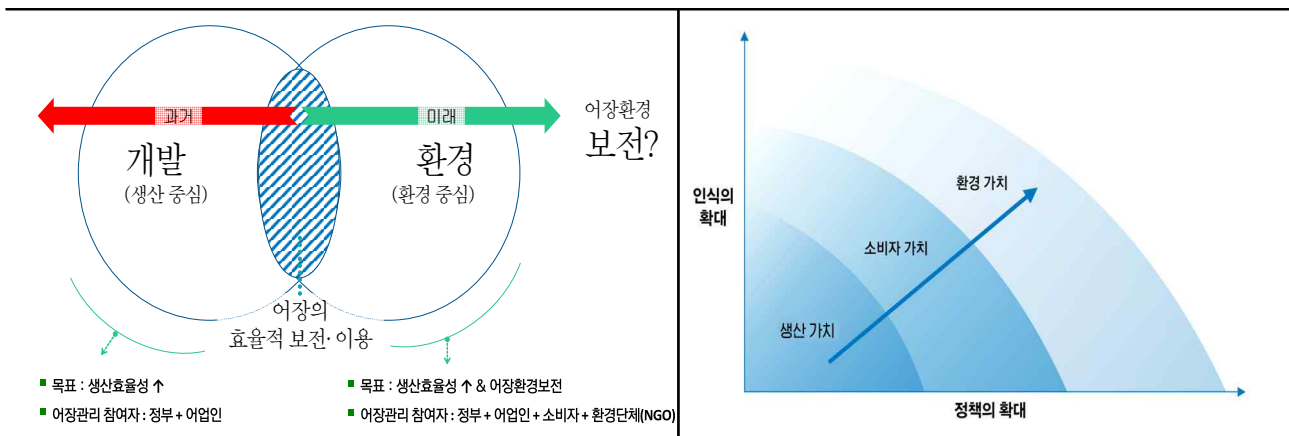 과거
미래
어장환경
보전?
개발
(생산 중심)
환경
(환경 중심)
어장의
효율적 보전·이용
■ 목표 : 생산효율성 ↑
■ 어장관리 참여자 : 정부 + 어업인
■ 목표 : 생산효율성 ↑ & 어장환경보전
■ 어장관리 참여자 : 정부 + 어업인 + 소비자 + 환경단체(NGO)
인식의
확대
환경 가치
소비자 가치
생산 가치
정책의 확대